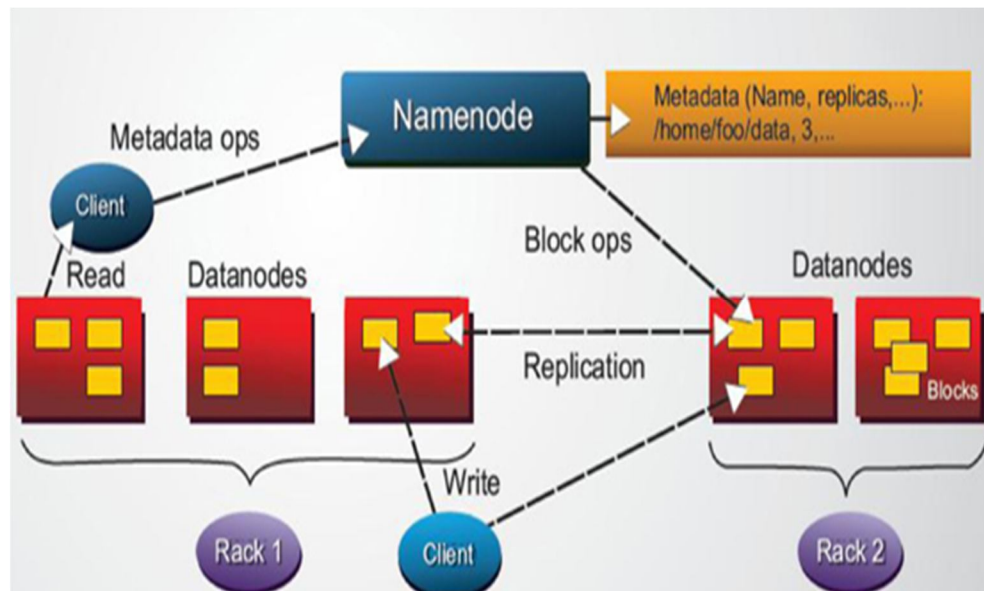 Namenode
Metadata (Name, replicas,...):
/home/foo/data, 3,...
Metadata ops
Client
Block ops
Read
Datanodes
Datanodes
Replication
Blocks
Write
Rack 1
Client
Rack 2